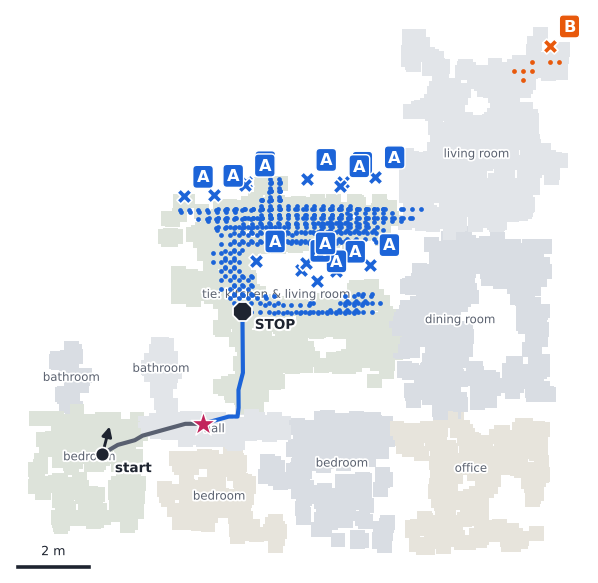 B
A
A
A
A
A
A
living room
A
A
A
A
A
tie: kitchen & living room
STOP
dining room
bathroom
bathroom
hall
bedroom
start
bedroom
bedroom
office
2 m